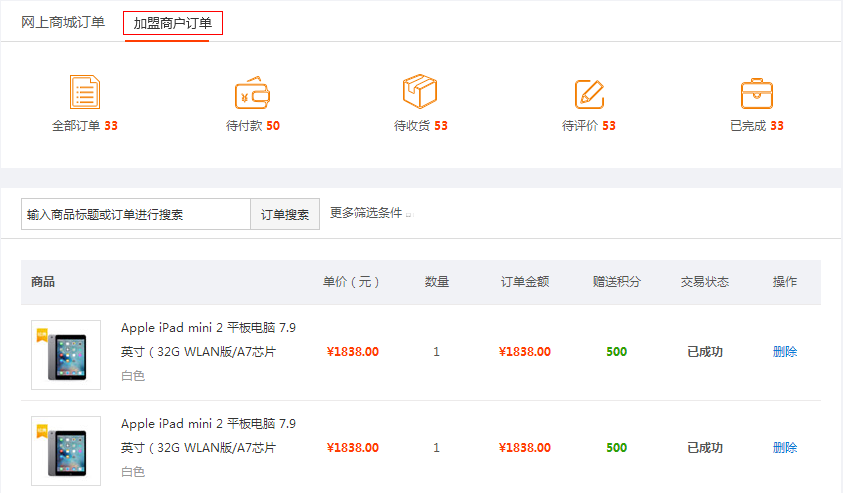 网上商城订单 加盟商户订单
全部订单 33 待付款 50 待收货 53 待评价 53 已完成 33
输入商品标题或订单进行搜索 订单搜索 更多筛选条件
商品 单价（元） 数量 订单金额 赠送积分 交易状态 操作
Apple iPad mini 2 平板电脑 7.9
英寸（32G WLAN版/A7芯片 ¥1838.00 1 ¥1838.00 500 已成功 删除
白色
Apple iPad mini 2 平板电脑 7.9
英寸（32G WLAN版/A7芯片 ¥1838.00 1 ¥1838.00 500 已成功 删除
白色